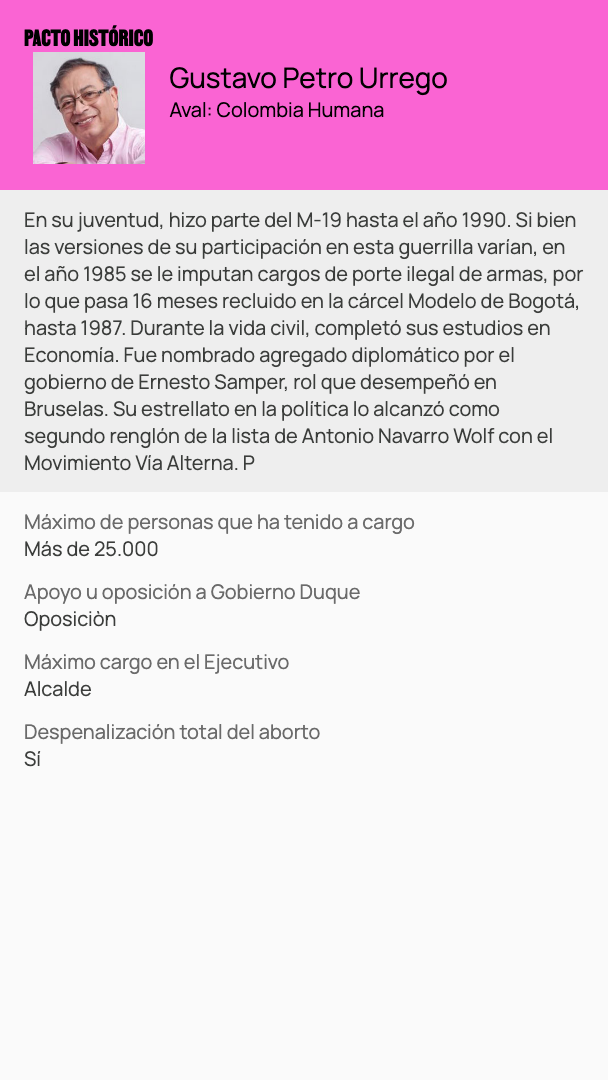 PACTO HISTÓRICO
Gustavo Petro Urrego
Aval: Colombia Humana
En su juventud, hizo parte del M-19 hasta el año 1990. Si bien
las versiones de su participación en esta guerrilla varían, en
el año 1985 se le imputan cargos de porte ilegal de armas, por
lo que pasa 16 meses recluido en la cárcel Modelo de Bogotá,
hasta 1987. Durante la vida civil, completó sus estudios en
Economía. Fue nombrado agregado diplomático por el
gobierno de Ernesto Samper, rol que desempeñó en
Bruselas. Su estrellato en la política lo alcanzó como
segundo renglón de la lista de Antonio Navarro Wolf con el
Movimiento Vía Alterna. P
Máximo de personas que ha tenido a cargo
Más de 25.000
Apoyo u oposición a Gobierno Duque
Oposiciòn
Máximo cargo en el Ejecutivo
Alcalde
Despenalización total del aborto
Sí